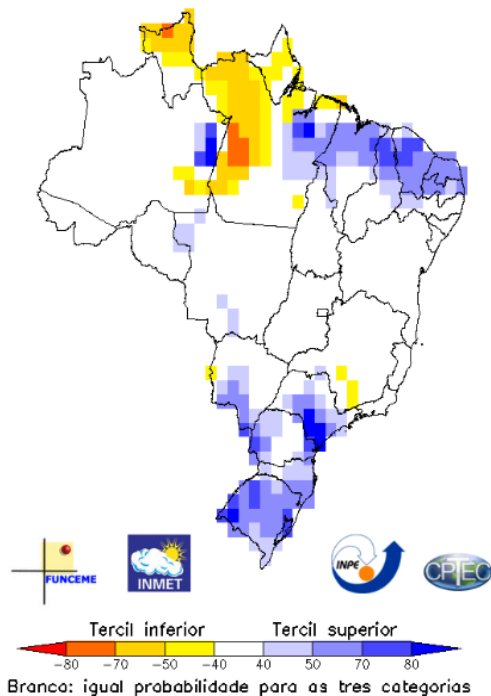 FUNCEME
INMET
INPE
CPTEC
Tercil inferior Tercil superior
-80 -70 -50 -40 40 50 70 80
Branco: igual probabilidade para as tres categorias